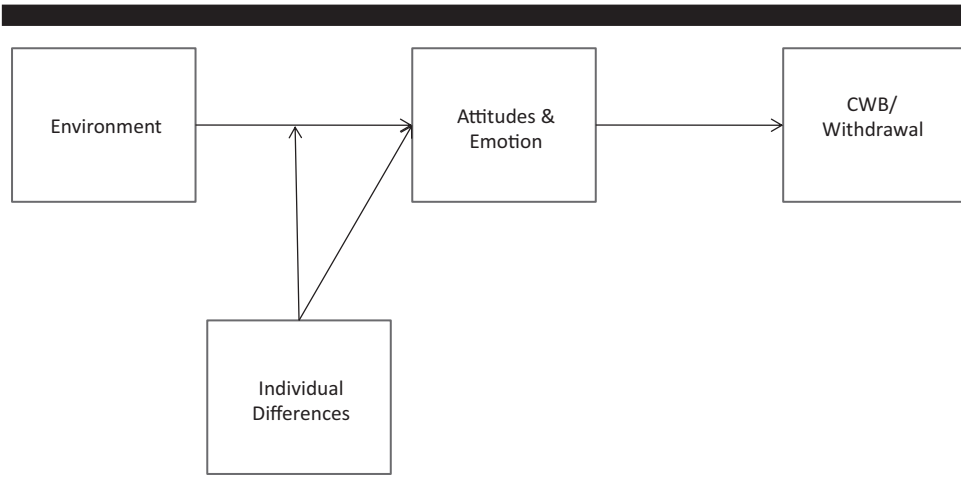 Environment
Attitudes &
Emotion
CWB/
Withdrawal
Individual
Differences